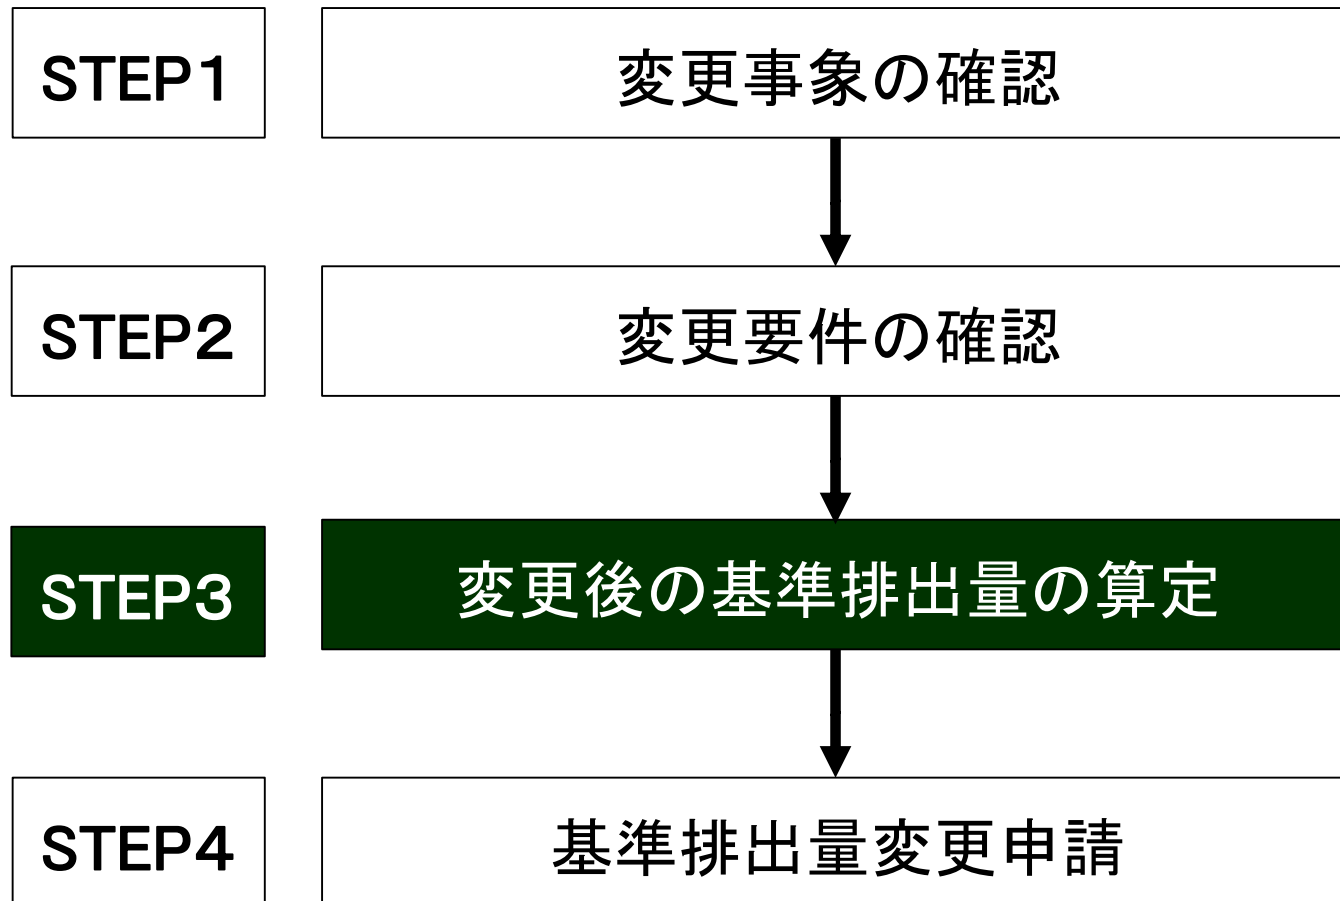 STEP1
変更事象の確認
STEP2
変更要件の確認
STEP3
変更後の基準排出量の算定
STEP4
基準排出量変更申請